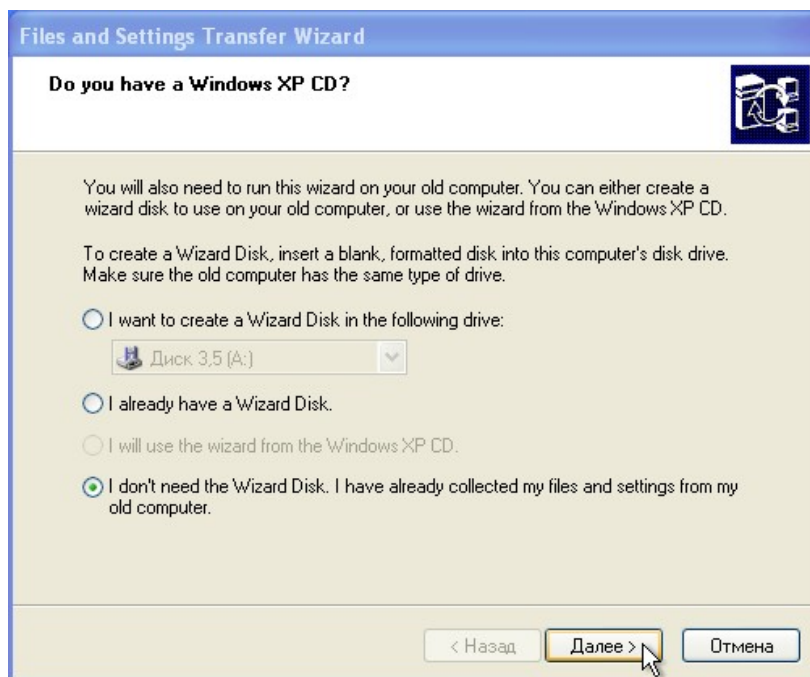 Files and Settings Transfer Wizard
Do you have a Windows XP CD?
You will also need to run this wizard on your old computer. You can either create a
wizard disk to use on your old computer, or use the wizard from the Windows XP CD.
To create a Wizard Disk, insert a blank, formatted disk into this computer's disk drive.
Make sure the old computer has the same type of drive.
I want to create a Wizard Disk in the following drive:
Диск 3,5 (A:)
I already have a Wizard Disk.
I will use the wizard from the Windows XP CD.
I don't need the Wizard Disk. I have already collected my files and settings from my
old computer.
< Назад Далее > Отмена